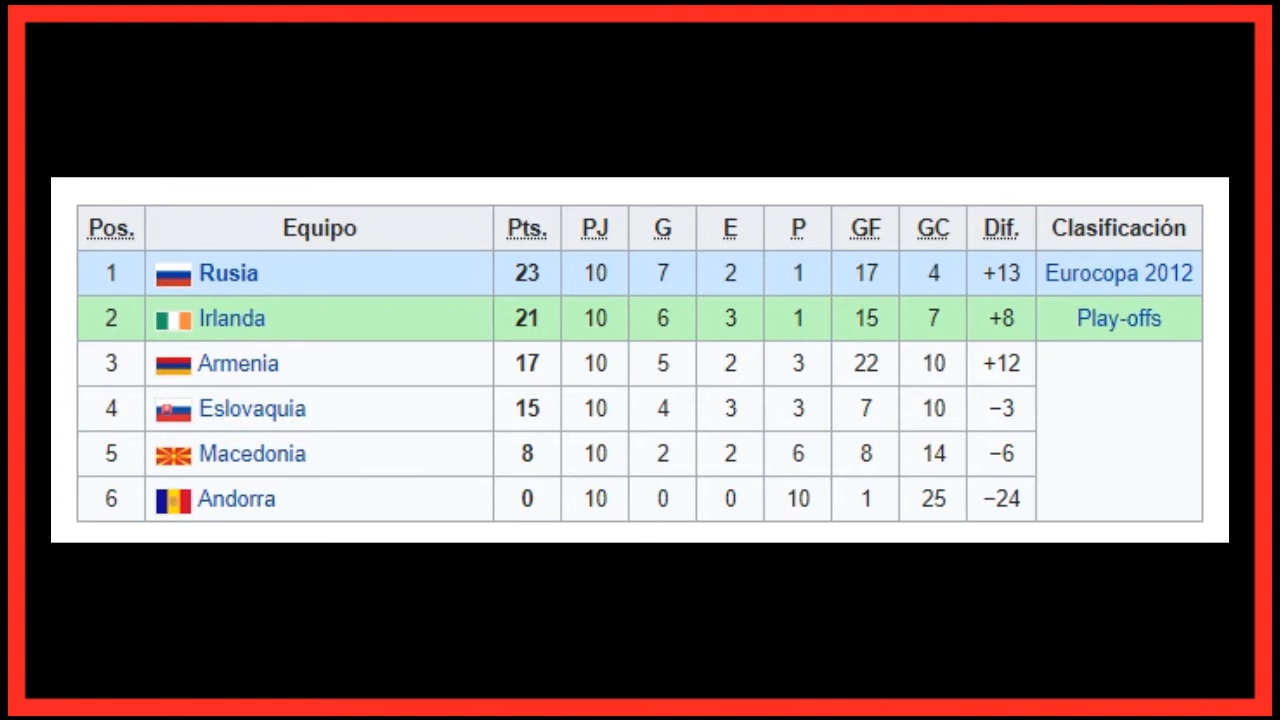 Pos. Equipo Pts. PJ G E P GF GC Dif. Clasificación
1 Rusia 23 10 7 2 1 17 4 +13 Eurocopa 2012
2 Irlanda 21 10 6 3 1 15 7 +8 Play-offs
3 Armenia 17 10 5 2 3 22 10 +12
4 Eslovaquia 15 10 4 3 3 7 10 −3
5 Macedonia 8 10 2 2 6 8 14 −6
6 Andorra 0 10 0 0 10 1 25 −24